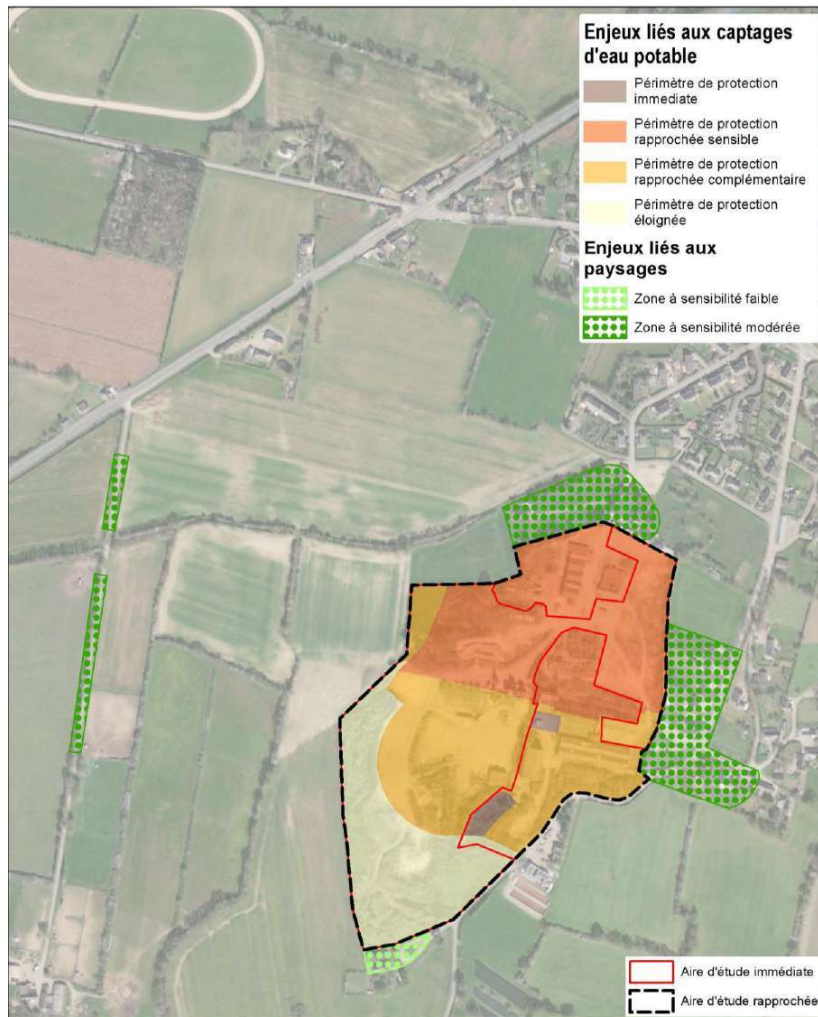 Enjeux liés aux captages
d'eau potable
Périmètre de protection
immediate
Périmètre de protection
rapprochée sensible
Périmètre de protection
rapprochée complémentaire
Périmètre de protection
éloignée
Enjeux liés aux
paysages
Zone à sensibilité faible
Zone à sensibilité modérée
Aire d'étude immédiate
Aire d'étude rapprochée